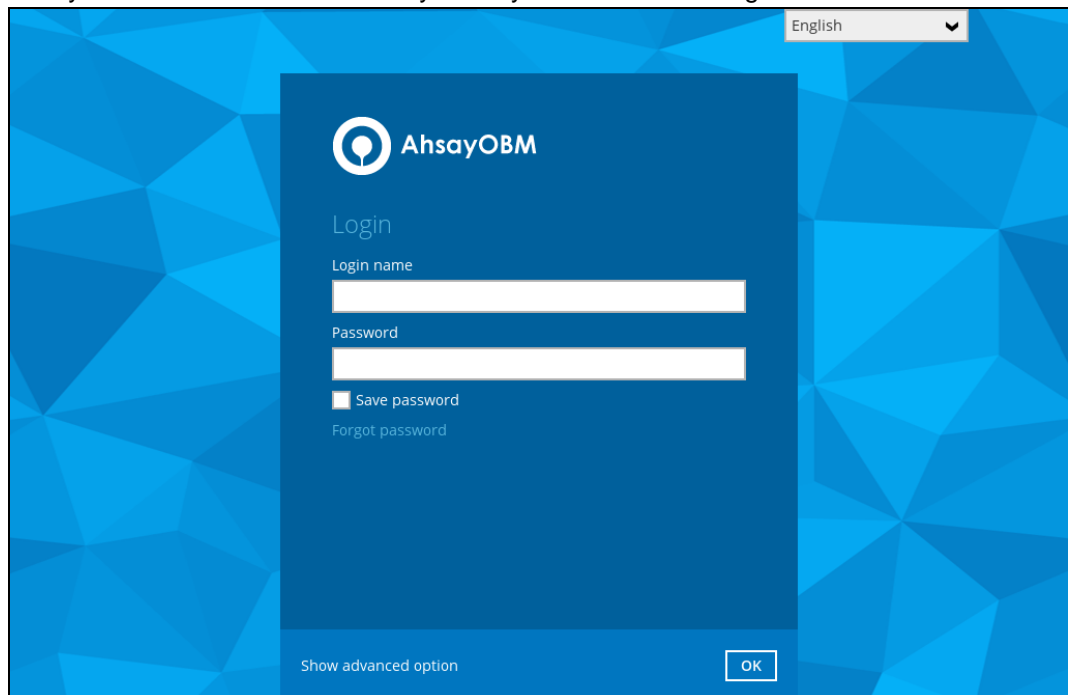 English
AhsayOBM
Login
Login name
Password
Save password
Forgot password
Show advanced option
OK